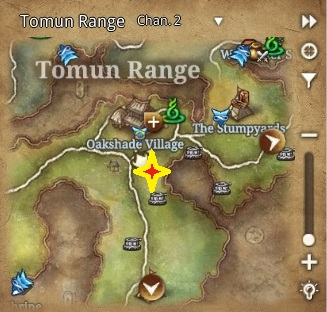 Tomun Range Chan. 2
Tomun Range
The Stumpyards
Oakshade Village